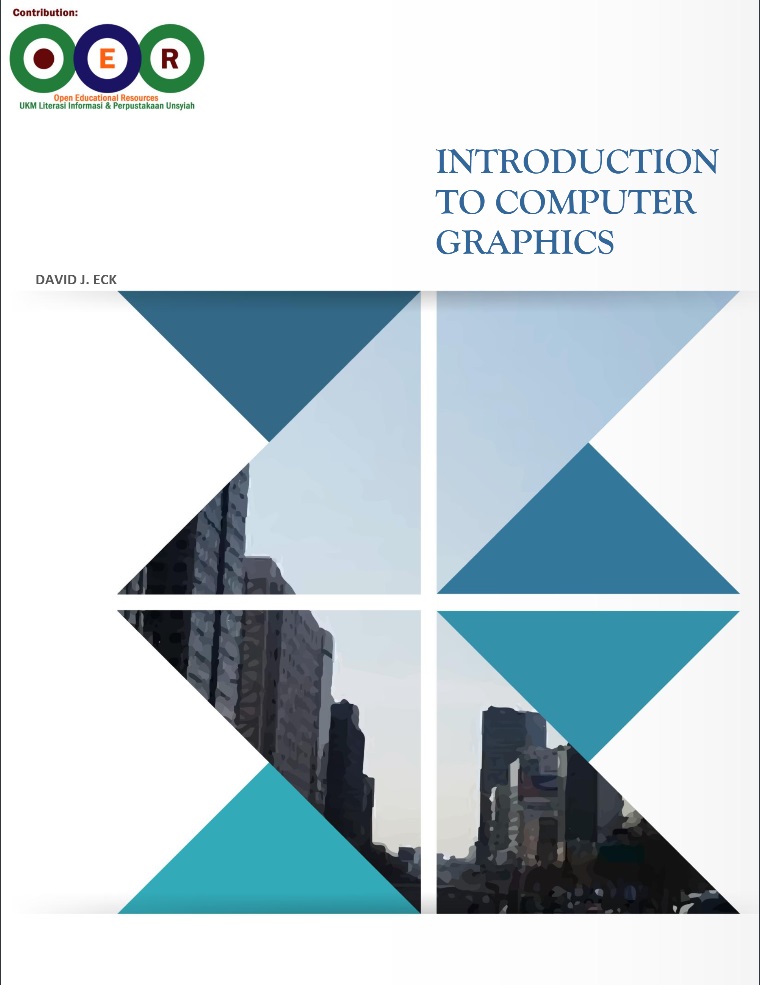 Contribution:
E R
Open Educational Resources
UKM Literasi Informasi & Perpustakaan Unsyiah
INTRODUCTION
TO COMPUTER
GRAPHICS
DAVID J. ECK